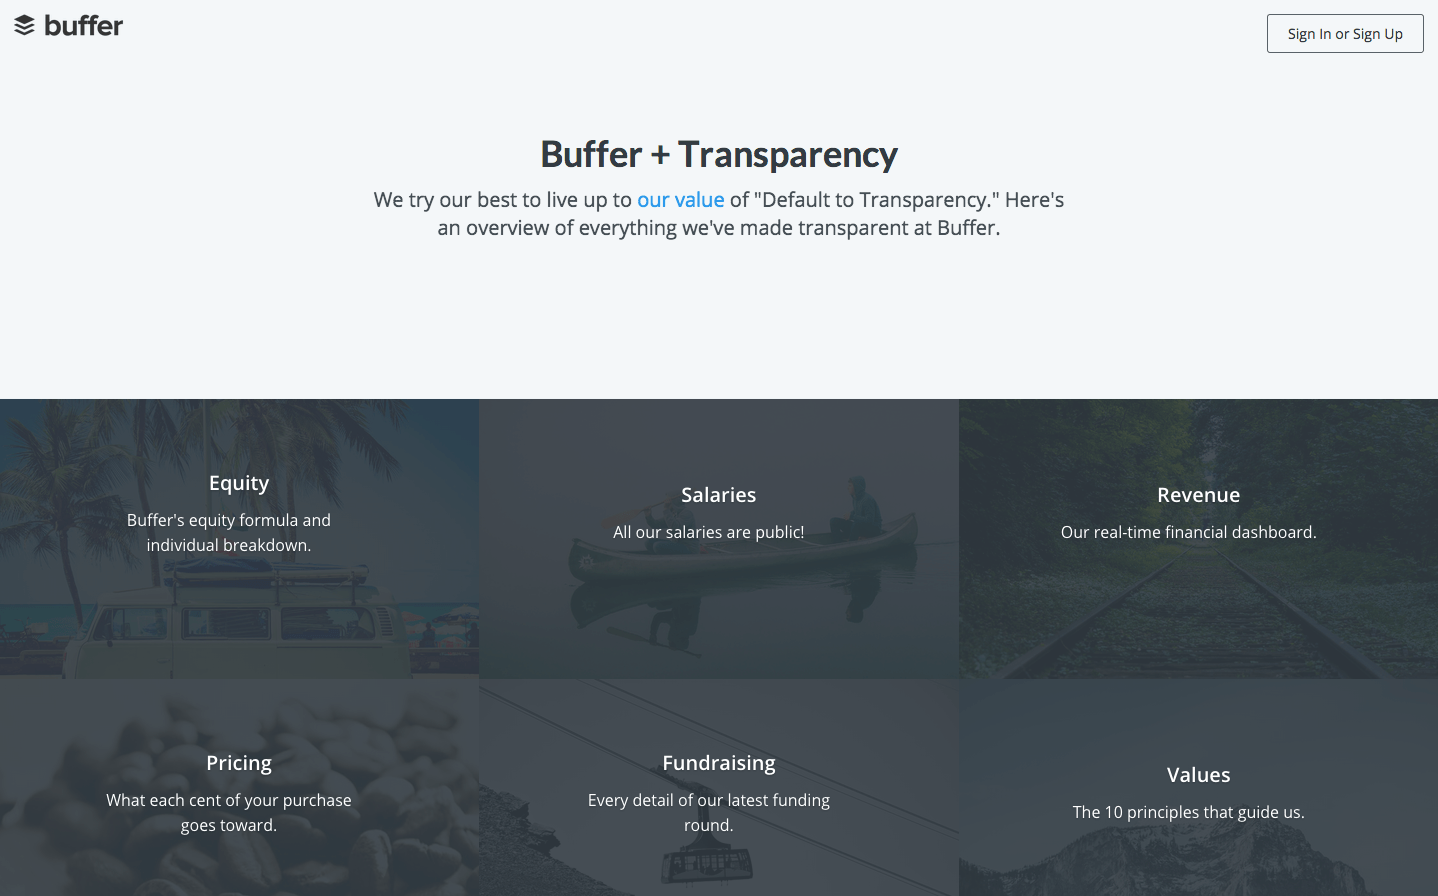 buffer
Sign In or Sign Up
Buffer + Transparency
We try our best to live up to our value of "Default to Transparency." Here's
an overview of everything we've made transparent at Buffer.
Equity
Buffer's equity formula and
individual breakdown.
Salaries
All our salaries are public!
Revenue
Our real-time financial dashboard.
Pricing
What each cent of your purchase
goes toward.
Fundraising
Every detail of our latest funding
round.
Values
The 10 principles that guide us.